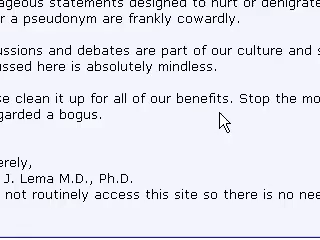 ageous statements designed to hurt or denigrate
r a pseudonym are frankly cowardly.
ussions and debates are part of our culture and s
ussed here is absolutely mindless.
se clean it up for all of our benefits. Stop the mo
garded a bogus.
erely,
J. Lema M.D., Ph.D.
not routinely access this site so there is no nee